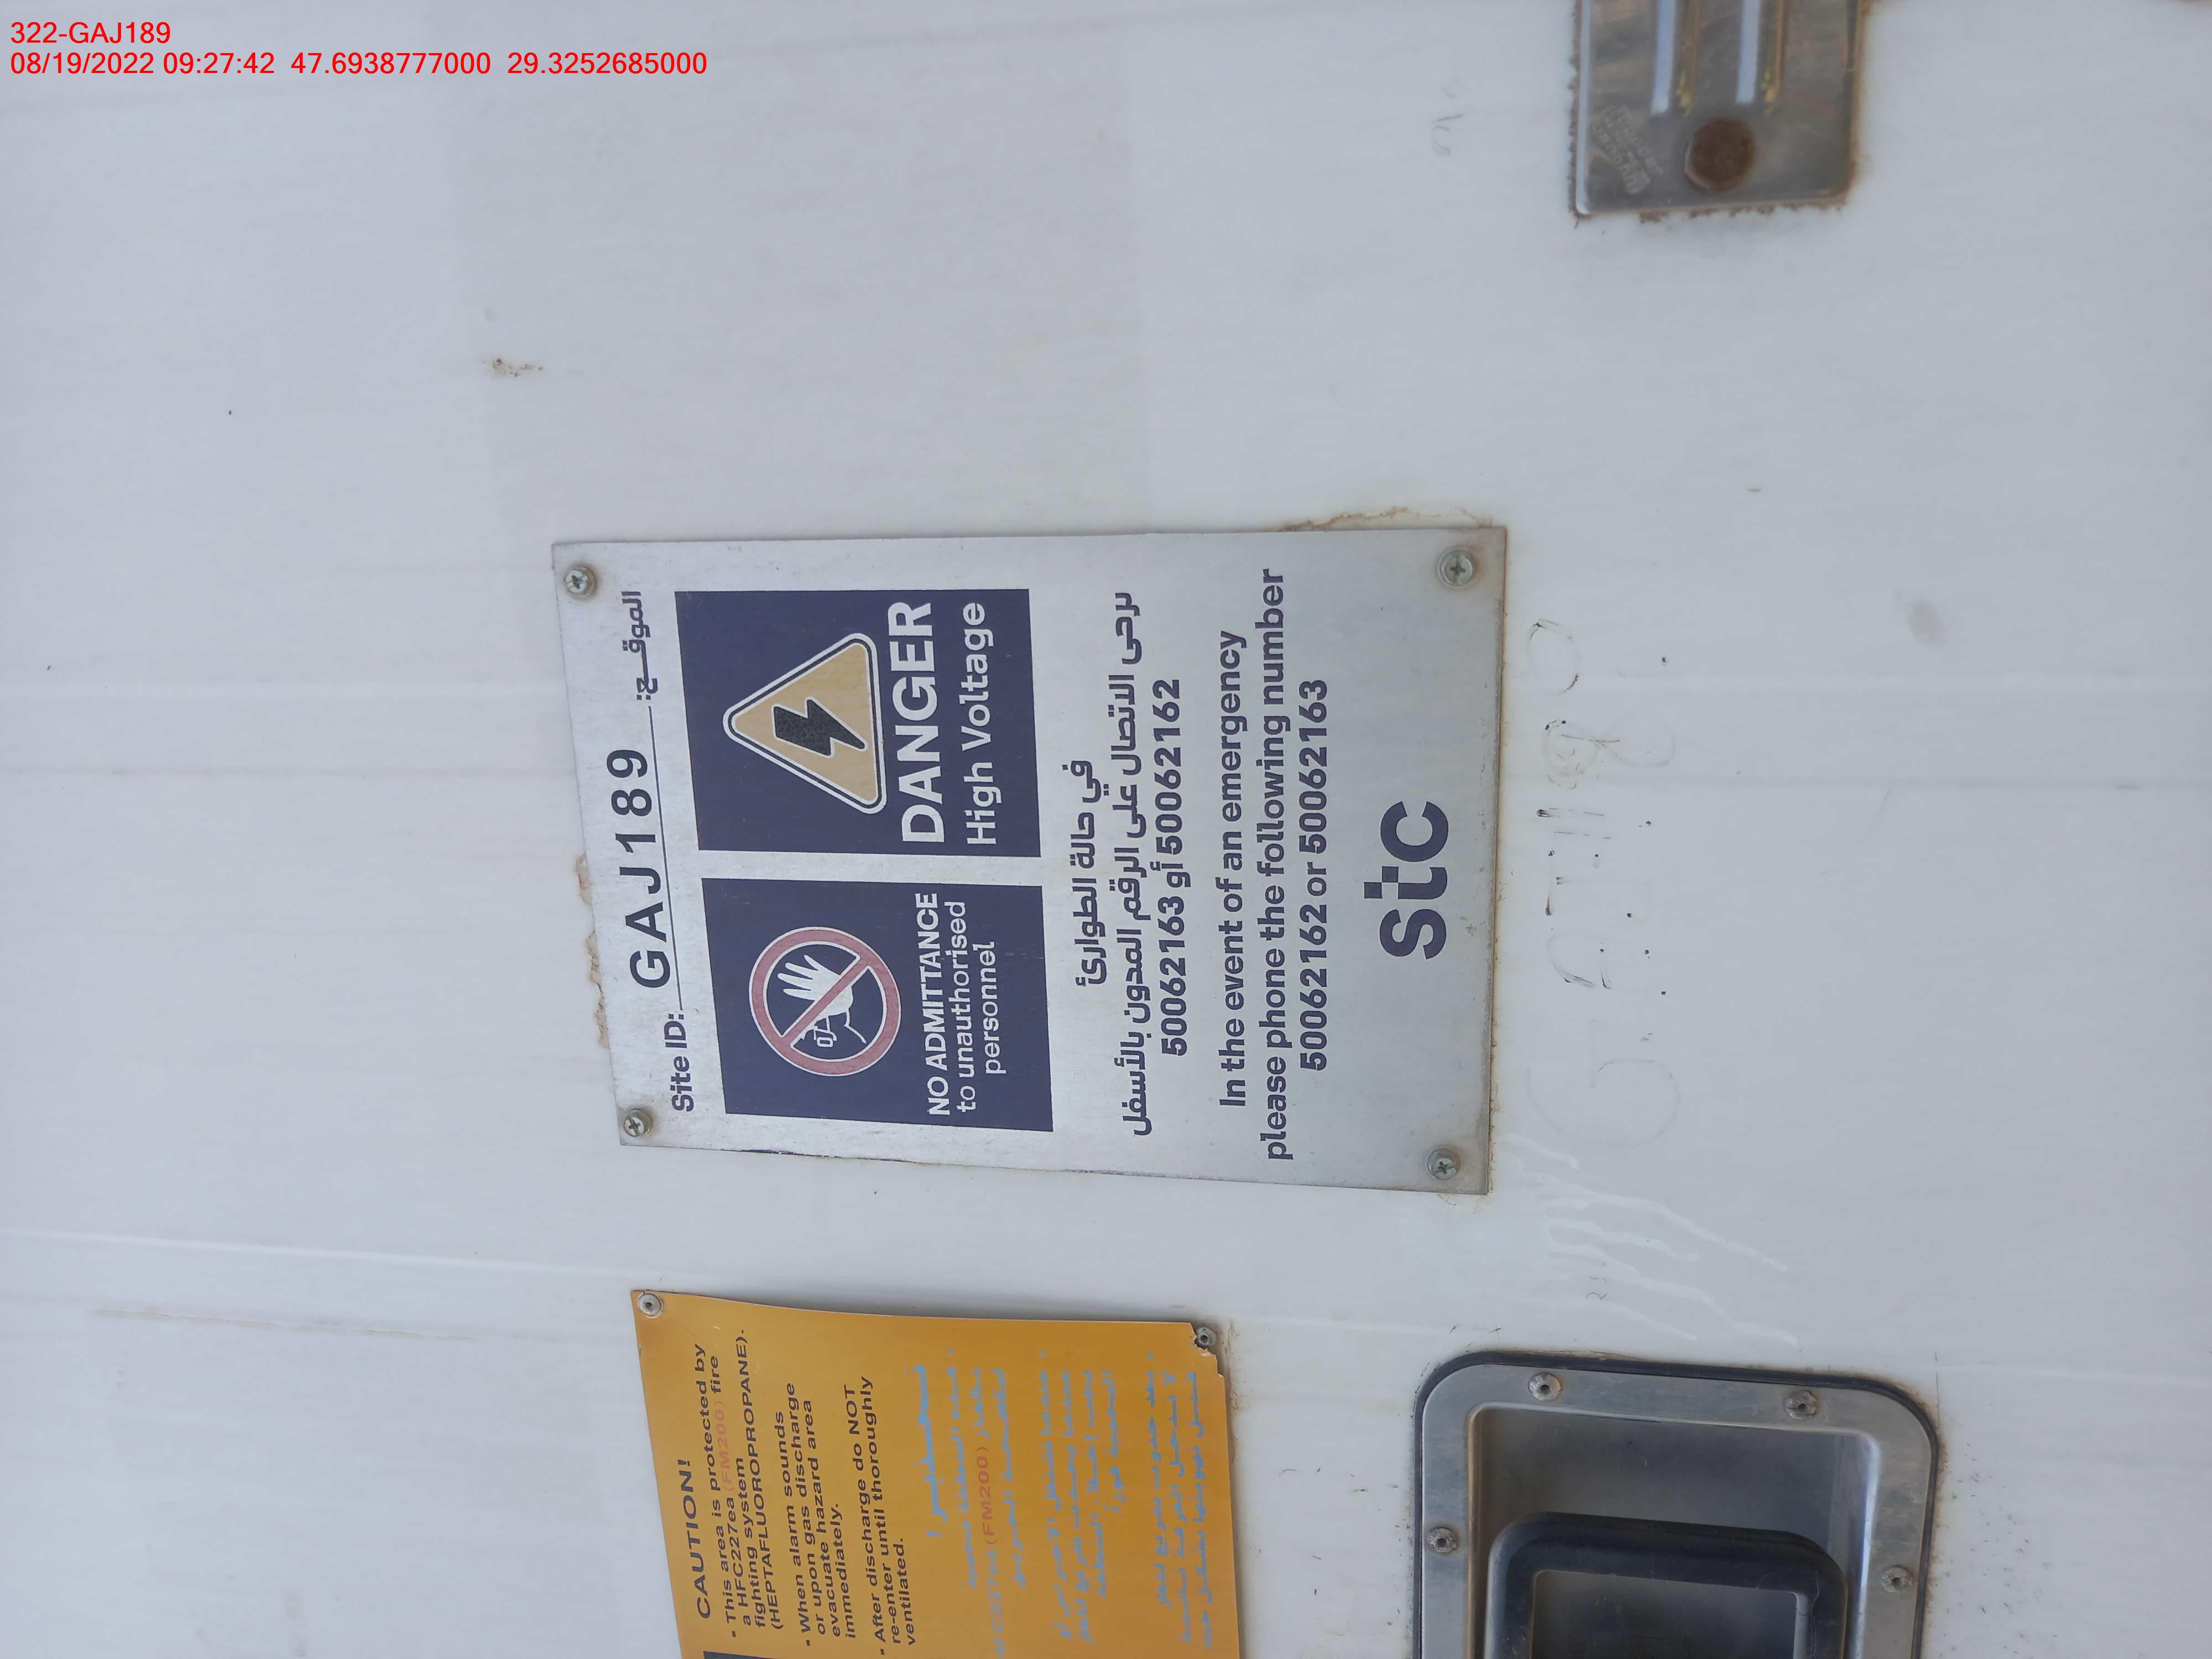 322-GAJ189
08/19/2022 09:27:42 47.6938777000 29.3252685000
Site ID: GAJ189 الموقـــع:
NO ADMITTANCE
to unauthorised
personnel
DANGER
High Voltage
في حالة الطوارئ
نرجى الاتصال على الرقم المدون بالأسفل
50062163 أو 50062162
In the event of an emergency
please phone the following number
50062162 or 50062163
stc
CAUTION!
• This area is protected by
a HFC227ea (FM200) fire
fighting system
(HEPTAFLUOROPROPANE).
• When alarm sounds
or upon gas discharge
evacuate hazard area
immediately.
• After discharge do NOT
re-enter until thoroughly
ventilated.
(FM200)